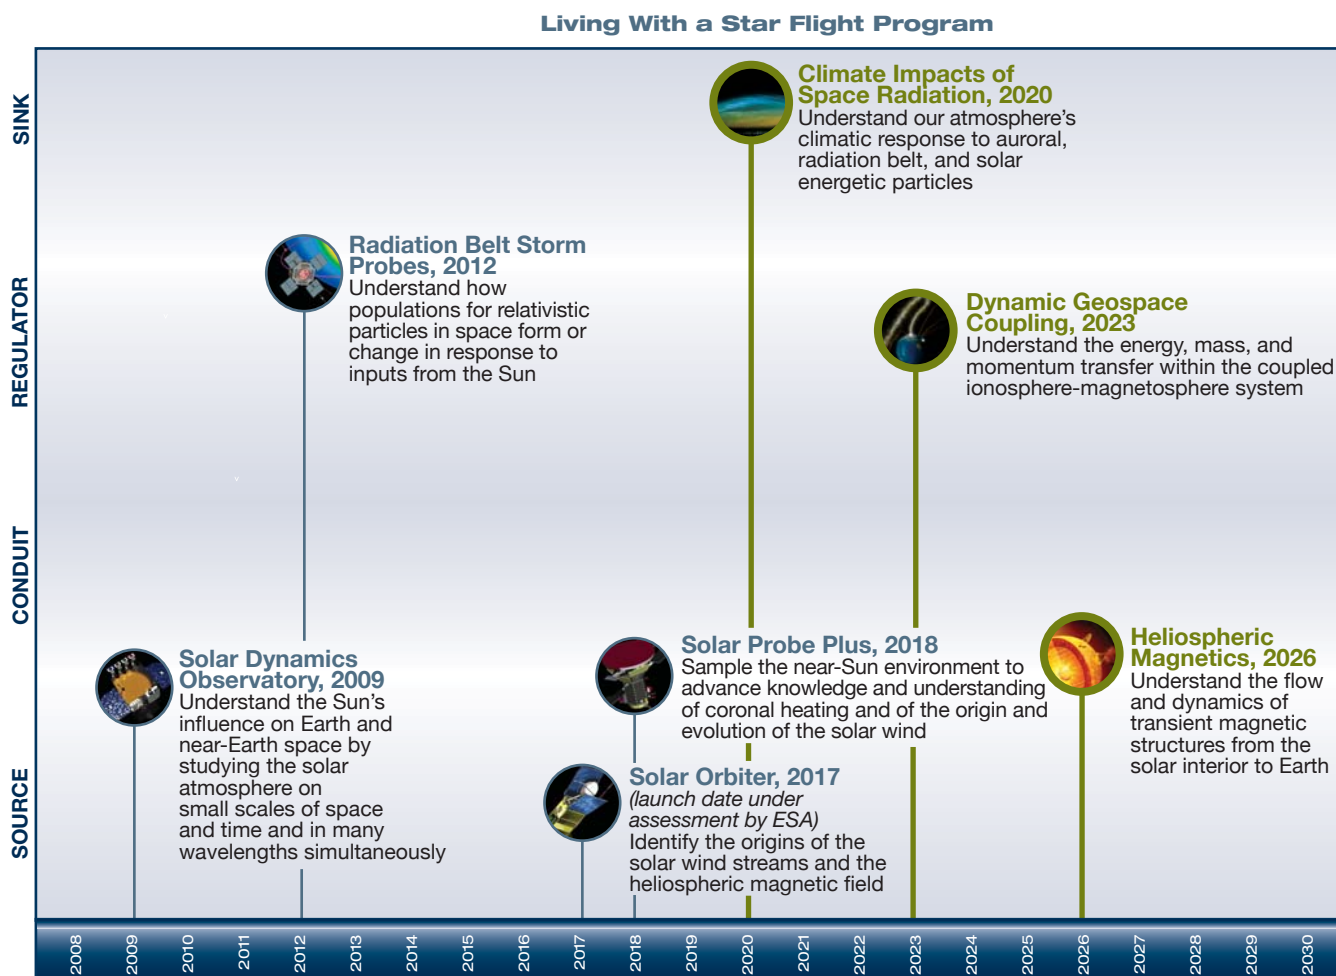 Living With a Star Flight Program
SINK
REGULATOR
CONDUIT
SOURCE
Climate Impacts of
Space Radiation, 2020
Understand our atmosphere’s
climatic response to auroral,
radiation belt, and solar
energetic particles
Radiation Belt Storm
Probes, 2012
Understand how
populations for relativistic
particles in space form or
change in response to
inputs from the Sun
Dynamic Geospace
Coupling, 2023
Understand the energy, mass, and
momentum transfer within the coupled
ionosphere-magnetosphere system
Solar Dynamics
Observatory, 2009
Understand the Sun’s
influence on Earth and
near-Earth space by
studying the solar
atmosphere on
small scales of space
and time and in many
wavelengths simultaneously
Solar Probe Plus, 2018
Sample the near-Sun environment to
advance knowledge and understanding
of coronal heating and of the origin and
evolution of the solar wind
Solar Orbiter, 2017
(launch date under
assessment by ESA)
Identify the origins of the
solar wind streams and the
heliospheric magnetic field
Heliospheric
Magnetics, 2026
Understand the flow
and dynamics of
transient magnetic
structures from the
solar interior to Earth
2008
2009
2010
2011
2012
2013
2014
2015
2016
2017
2018
2019
2020
2021
2022
2023
2024
2025
2026
2027
2028
2029
2030